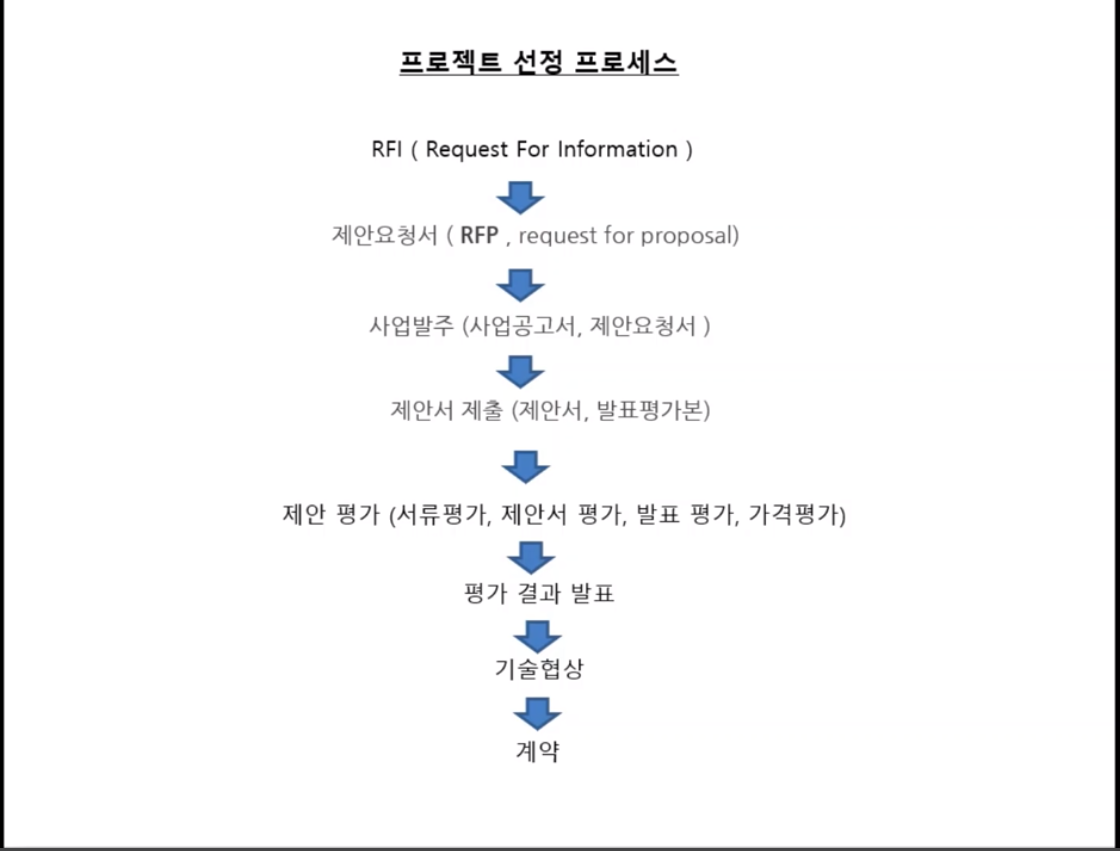 프로젝트 선정 프로세스
RFI ( Request For Information )
제안요청서 ( RFP , request for proposal)
사업발주 (사업공고서, 제안요청서 )
제안서 제출 (제안서, 발표평가본)
제안 평가 (서류평가, 제안서 평가, 발표 평가, 가격평가)
평가 결과 발표
기술협상
계약